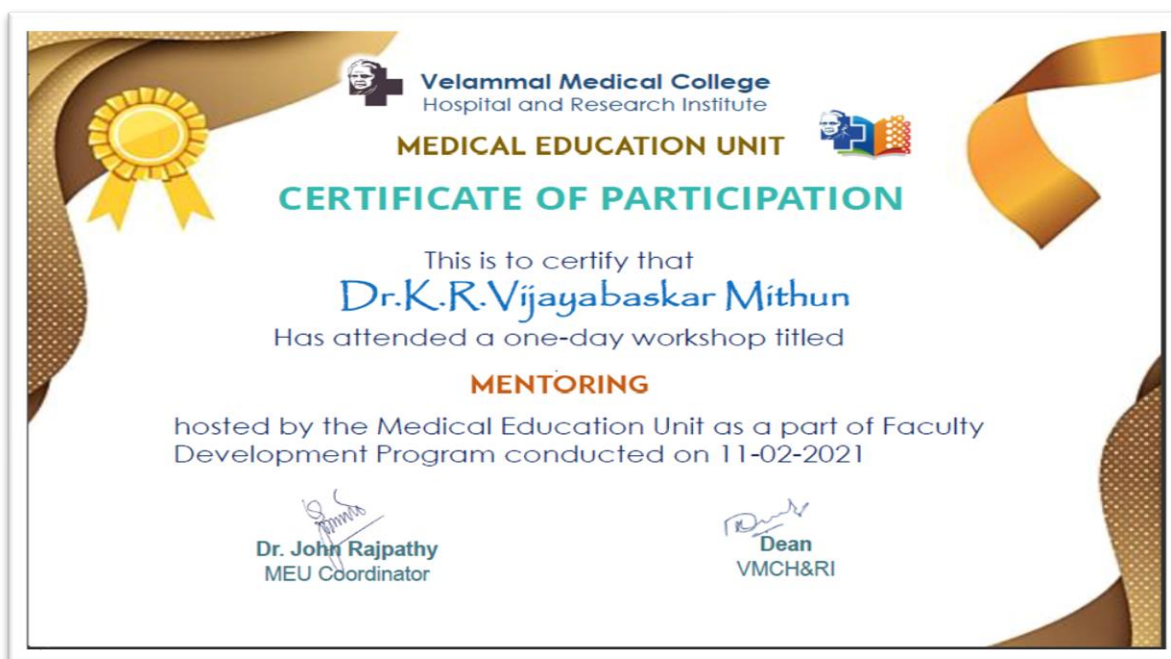 Velammal Medical College
Hospital and Research Institute
MEDICAL EDUCATION UNIT
CERTIFICATE OF PARTICIPATION
This is to certify that
Dr.K.R.Vijayabaskar Mithun
Has attended a one-day workshop titled
MENTORING
hosted by the Medical Education Unit as a part of Faculty
Development Program conducted on 11-02-2021
Dr. John Rajpathy
MEU Coordinator
Dean
VMCH&RI